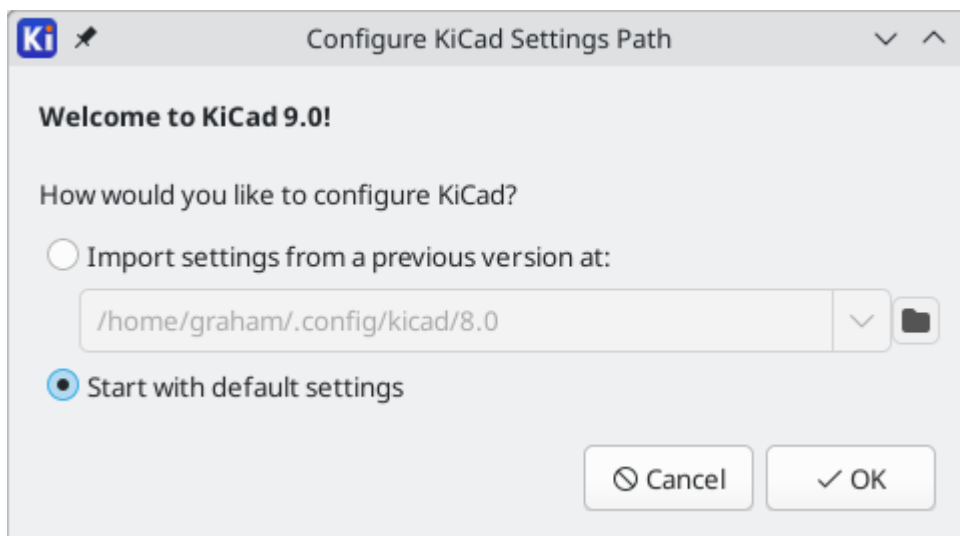 Ki
Configure KiCad Settings Path
Welcome to KiCad 9.0!
How would you like to configure KiCad?
Import settings from a previous version at:
/home/graham/.config/kicad/8.0
Start with default settings
Cancel
OK